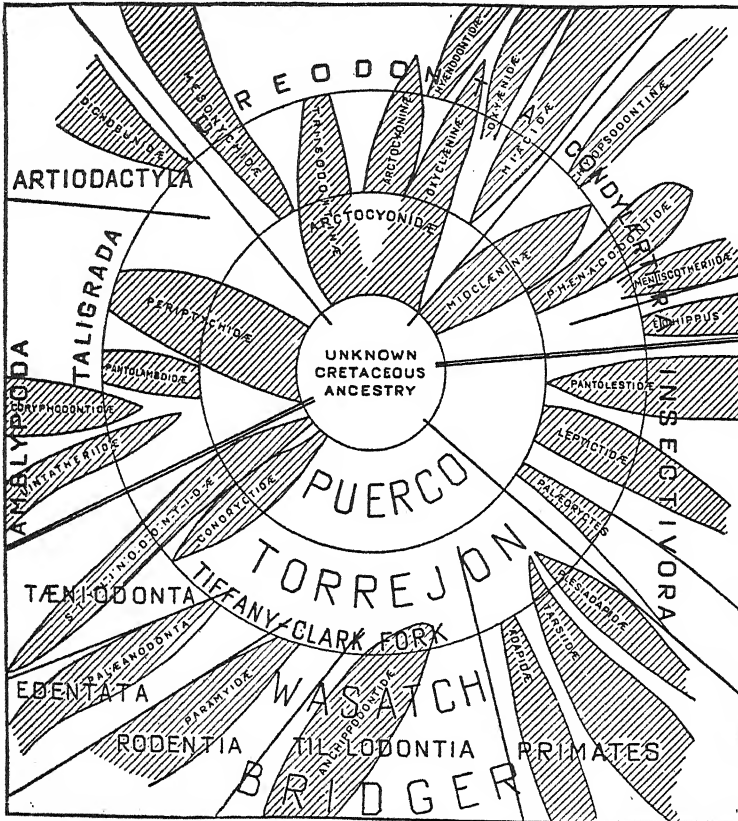 CREODONTA
DICHOBUNIDÆ
MESONYCHIDÆ
TRIISODONTINÆ
ARCTOCYONINÆ
HYÆNODONTIDÆ
OXYCLÆNINÆ
OXYÆNIDÆ
MIACIDÆ
HYOPSODONTINÆ
ARTIODACTYLA
CONDYLARTHRA
ARCTOCYONIDÆ
MIOCLÆNINÆ
PHENACODONTIDÆ
MENISCOTHERIIDÆ
EOHIPPUS
TALIGRADA
PERIPTYCHIDÆ
PANTOLAMBDIDÆ
UNKNOWN
CRETACEOUS
ANCESTRY
AMBLYPODA
CORYPHODONTIDÆ
UINTATHERIIDÆ
PANTOLESTIDÆ
LEPTICTIDÆ
PALÆORYCTES
INSECTIVORA
PUERCO
TORREJON
TIFFANY-CLARK FORK
STYLINODONTIDÆ
CONORYCTIDÆ
TÆNIODONTA
PALÆANODONTA
EDENTATA
PARAMYIDÆ
RODENTIA
WASATCH
ANCHIPPODONTIDÆ
TILLODONTIA
BRIDGER
ADAPIDÆ
TARSIIDÆ
PLESIADAPIDÆ
PRIMATES